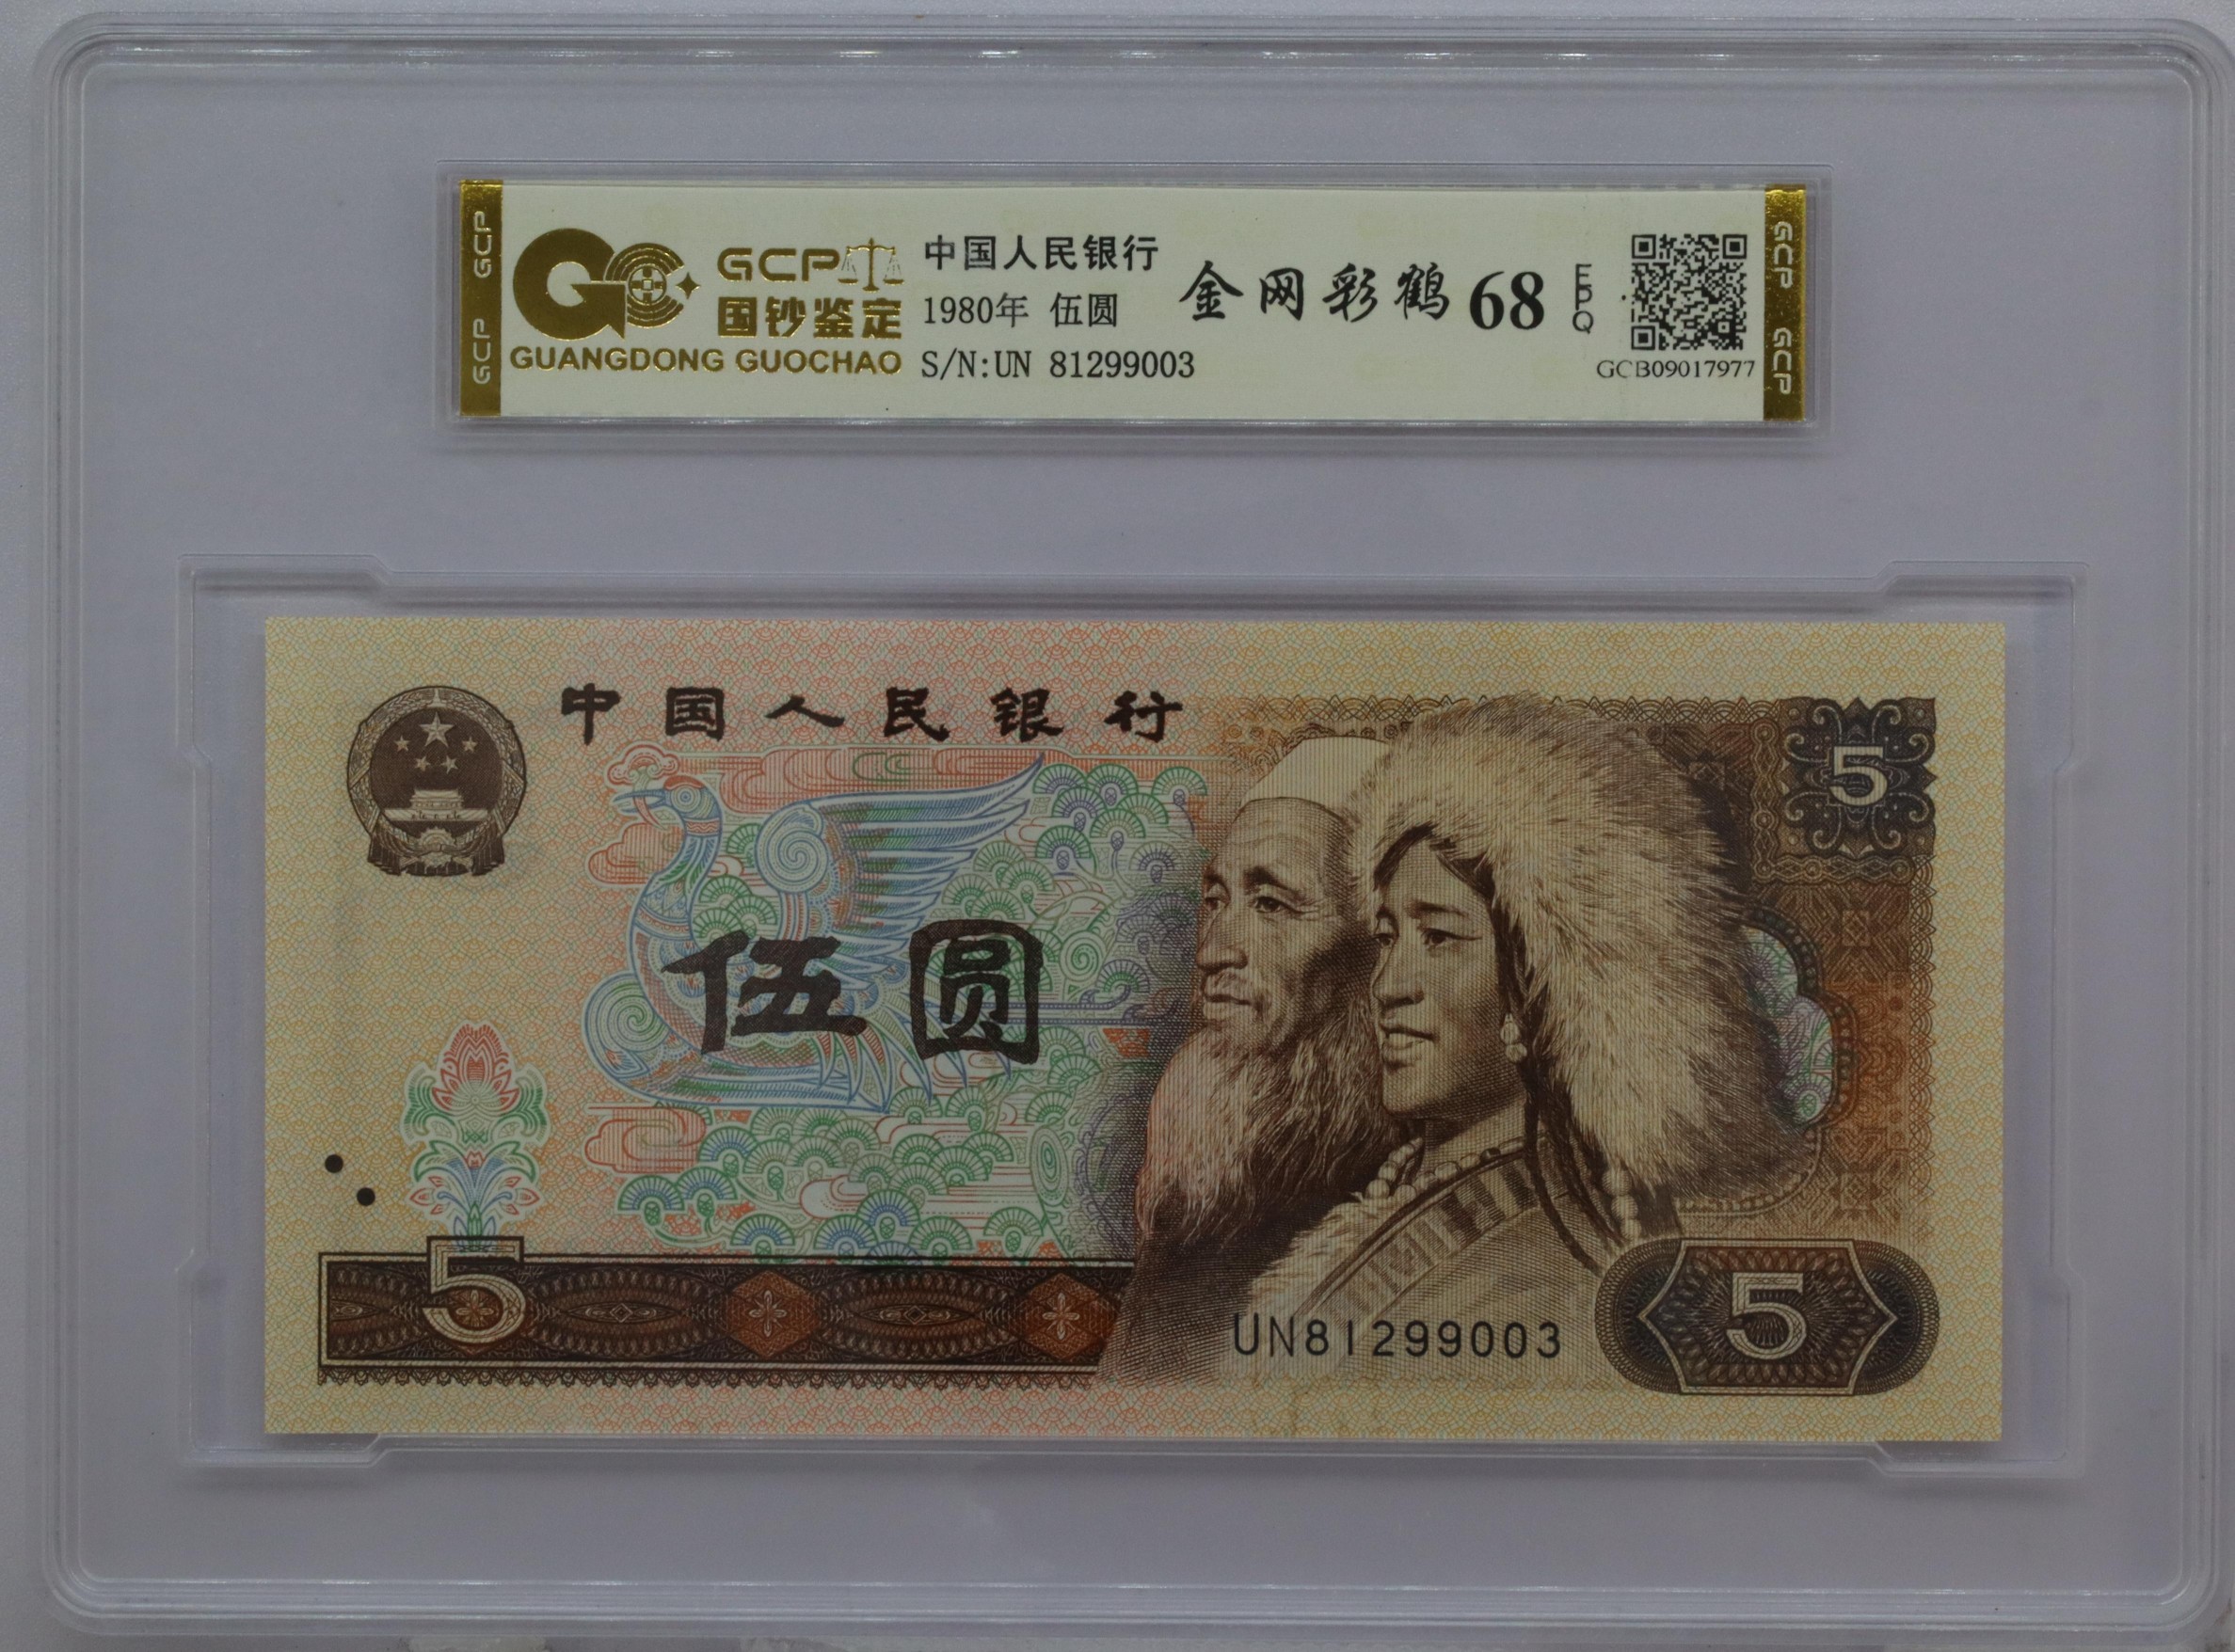 GCP GCP
GCP
国钞鉴定
GUANGDONG GUOCHAO
中国人民银行
1980年 伍圆
S/N:UN 81299003
金网彩鹤 68 EPQ
GCB09017977
GCP GCP
中国人民银行
5
伍圆
5
UN81299003
5